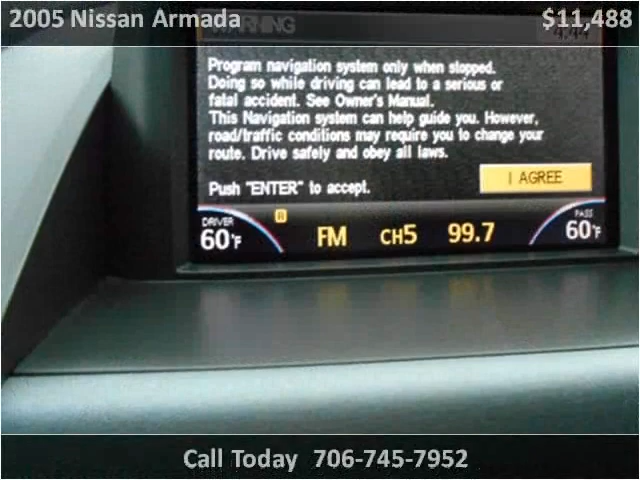 2005 Nissan Armada
$11,488
WARNING
4:44
Program navigation system only when stopped.
Doing so while driving can lead to a serious or
fatal accident. See Owner's Manual.
This Navigation system can help guide you. However,
road/traffic conditions may require you to change your
route. Drive safely and obey all laws.
I AGREE
Push "ENTER" to accept.
DRIVER
60°F
A
FM
CH5
99.7
PASS
60°F
Call Today 706-745-7952